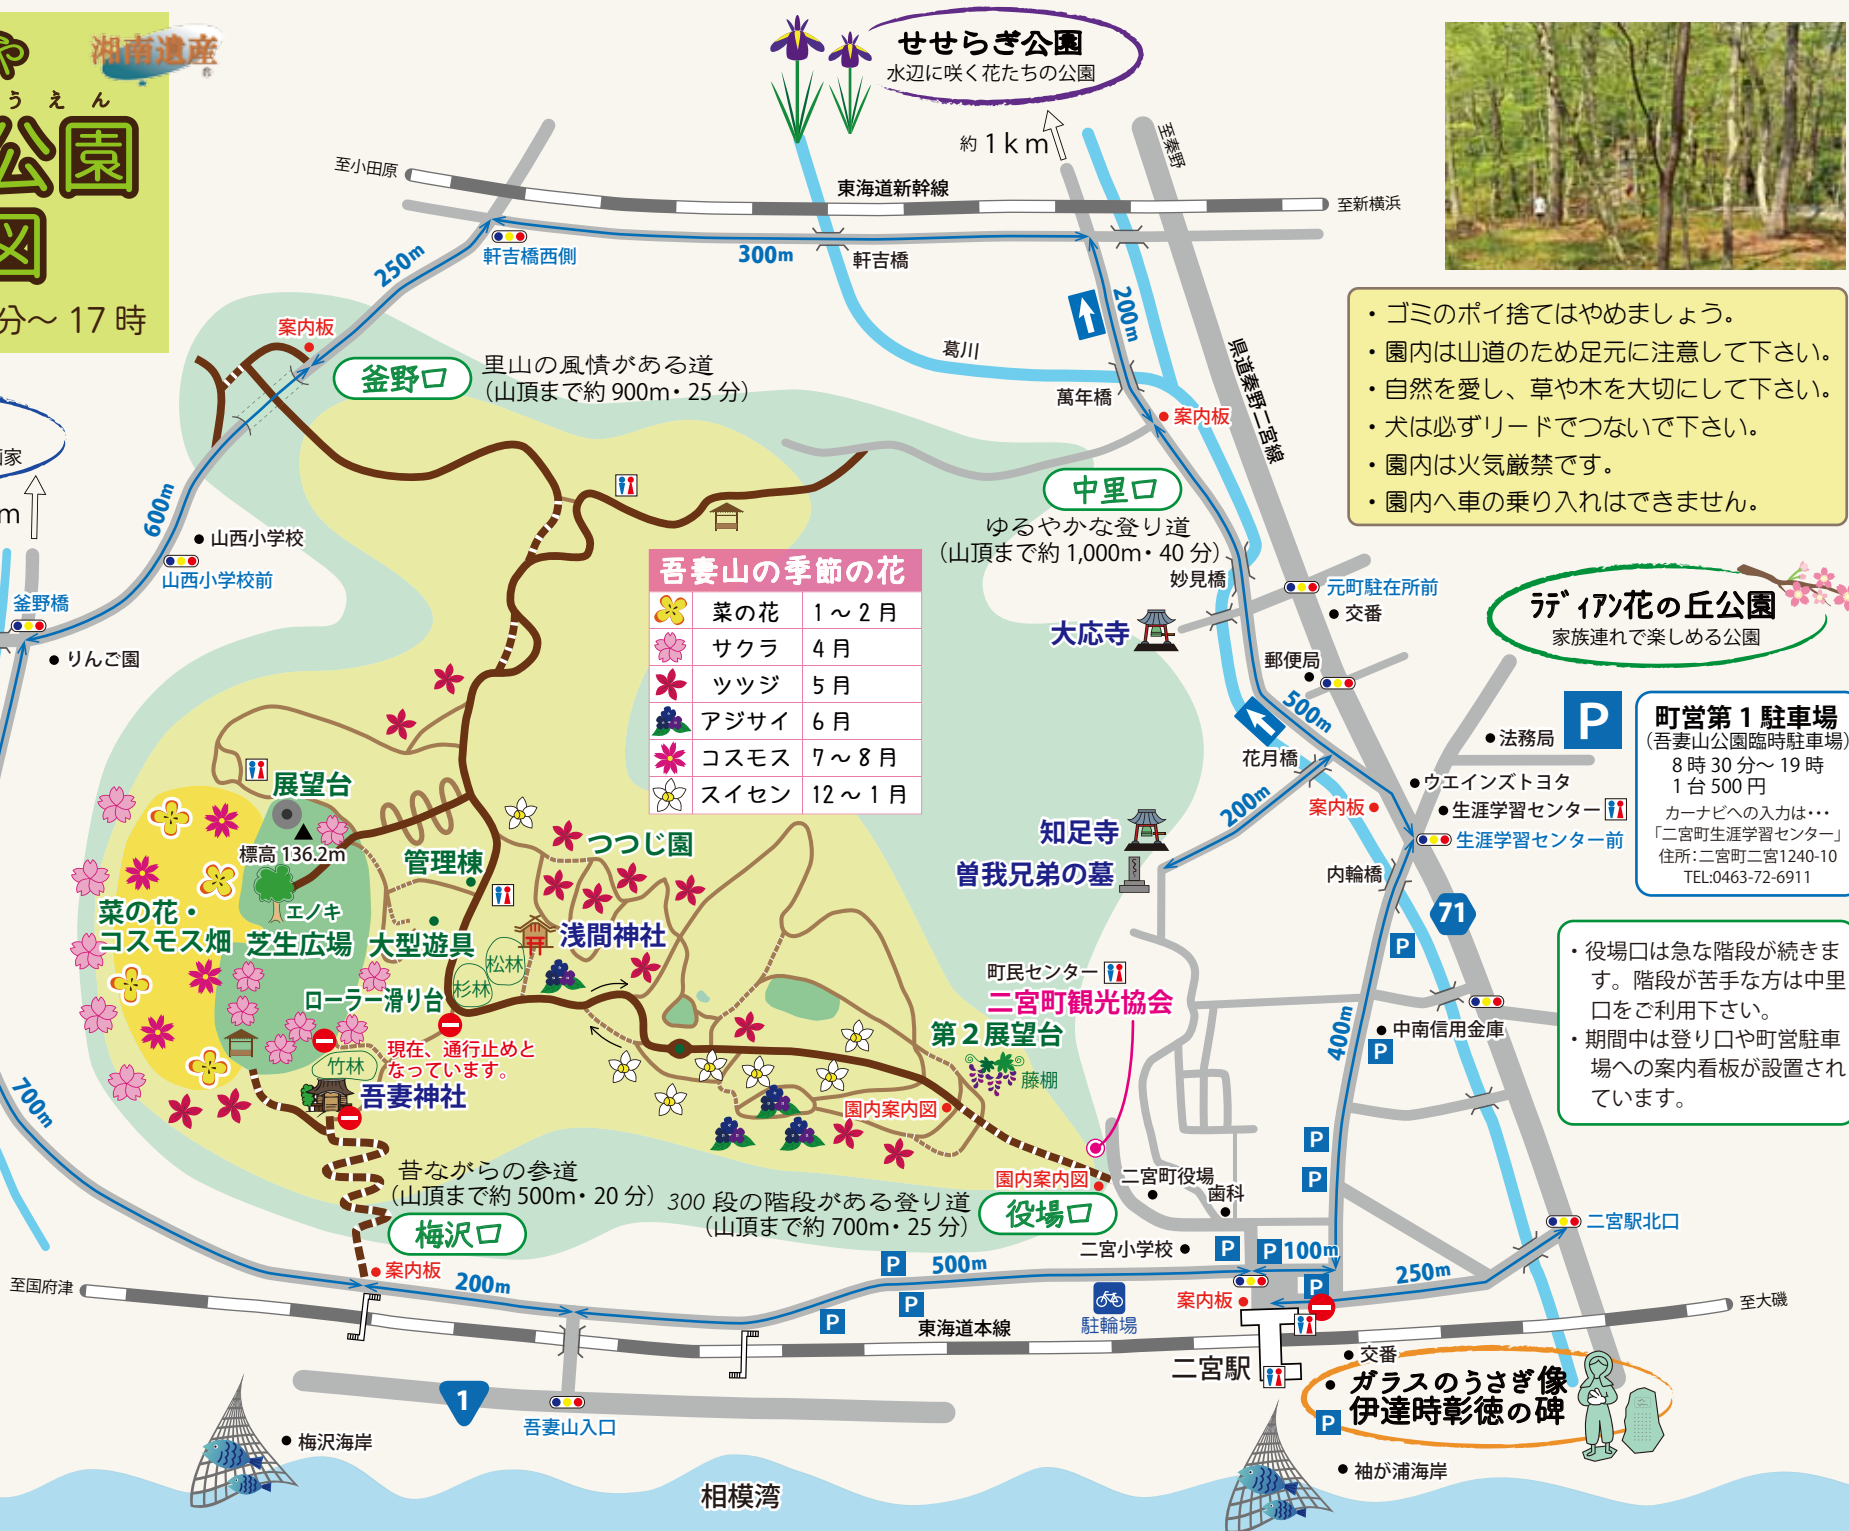 や
湘南遺産
うえん
公園
図
分～17時
せせらぎ公園
水辺に咲く花たちの公園
約1km
至秦野
至小田原
東海道新幹線
至新横浜
軒吉橋西側
250m
300m
軒吉橋
200m
葛川
萬年橋
案内板
県道秦野二宮線
・ゴミのポイ捨てはやめましょう。
・園内は山道のため足元に注意して下さい。
・自然を愛し、草や木を大切にして下さい。
・犬は必ずリードでつないで下さい。
・園内は火気厳禁です。
・園内へ車の乗り入れはできません。
案内板
釜野口
里山の風情がある道
（山頂まで約900m・25分）
画家
m
600m
山西小学校
山西小学校前
釜野橋
りんご園
中里口
ゆるやかな登り道
（山頂まで約1,000m・40分）
妙見橋
元町駐在所前
交番
大応寺
郵便局
500m
花月橋
200m
案内板
吾妻山の季節の花
菜の花 1～2月
サクラ 4月
ツツジ 5月
アジサイ 6月
コスモス 7～8月
スイセン 12～1月
ラディアン花の丘公園
家族連れで楽しめる公園
P
町営第1駐車場
（吾妻山公園臨時駐車場）
8時30分～19時
1台500円
カーナビへの入力は・・・
「二宮町生涯学習センター」
住所：二宮町二宮1240-10
TEL:0463-72-6911
法務局
ウエインズトヨタ
生涯学習センター
生涯学習センター前
内輪橋
71
P
・役場口は急な階段が続きま
す。階段が苦手な方は中里
口をご利用下さい。
・期間中は登り口や町営駐車
場への案内看板が設置され
ています。
展望台
標高136.2m
管理棟
つつじ園
知足寺
曽我兄弟の墓
菜の花・
コスモス畑
エノキ
芝生広場
大型遊具
浅間神社
松林
杉林
ローラー滑り台
現在、通行止めと
なっています。
竹林
吾妻神社
町民センター
二宮町観光協会
第2展望台
藤棚
園内案内図
400m
中南信用金庫
P
P
P
700m
昔ながらの参道
（山頂まで約500m・20分）
梅沢口
300段の階段がある登り道
（山頂まで約700m・25分）
園内案内図
役場口
二宮町役場
歯科
二宮小学校
P
P
100m
二宮駅北口
250m
P
案内板
200m
P
500m
P
P
駐輪場
案内板
至国府津
東海道本線
至大磯
二宮駅
交番
ガラスのうさぎ像
伊達時彰徳の碑
P
1
吾妻山入口
梅沢海岸
袖が浦海岸
相模湾